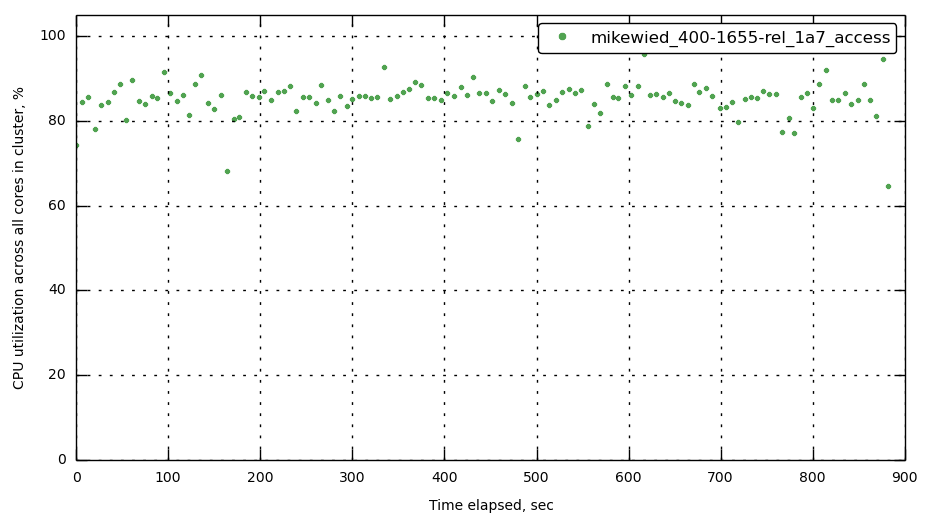 mikewied_400-1655-rel_1a7_access
CPU utilization across all cores in cluster, %
100
80
60
40
20
0
0 100 200 300 400 500 600 700 800 900
Time elapsed, sec